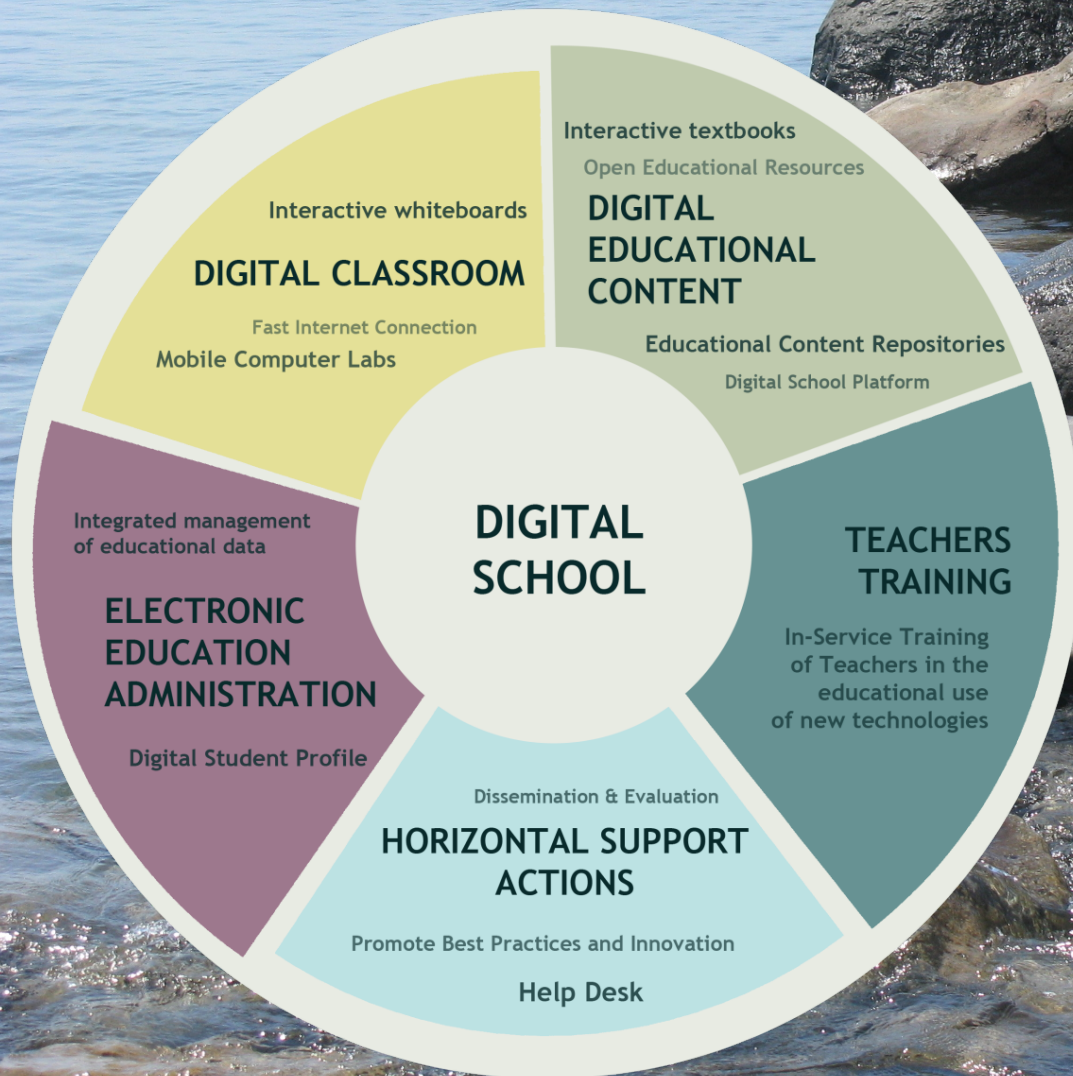 Interactive whiteboards
DIGITAL CLASSROOM
Fast Internet Connection
Mobile Computer Labs
Interactive textbooks
Open Educational Resources
DIGITAL
EDUCATIONAL
CONTENT
Educational Content Repositories
Digital School Platform
DIGITAL
SCHOOL
TEACHERS
TRAINING
In-Service Training
of Teachers in the
educational use
of new technologies
Integrated management
of educational data
ELECTRONIC
EDUCATION
ADMINISTRATION
Digital Student Profile
Dissemination & Evaluation
HORIZONTAL SUPPORT
ACTIONS
Promote Best Practices and Innovation
Help Desk